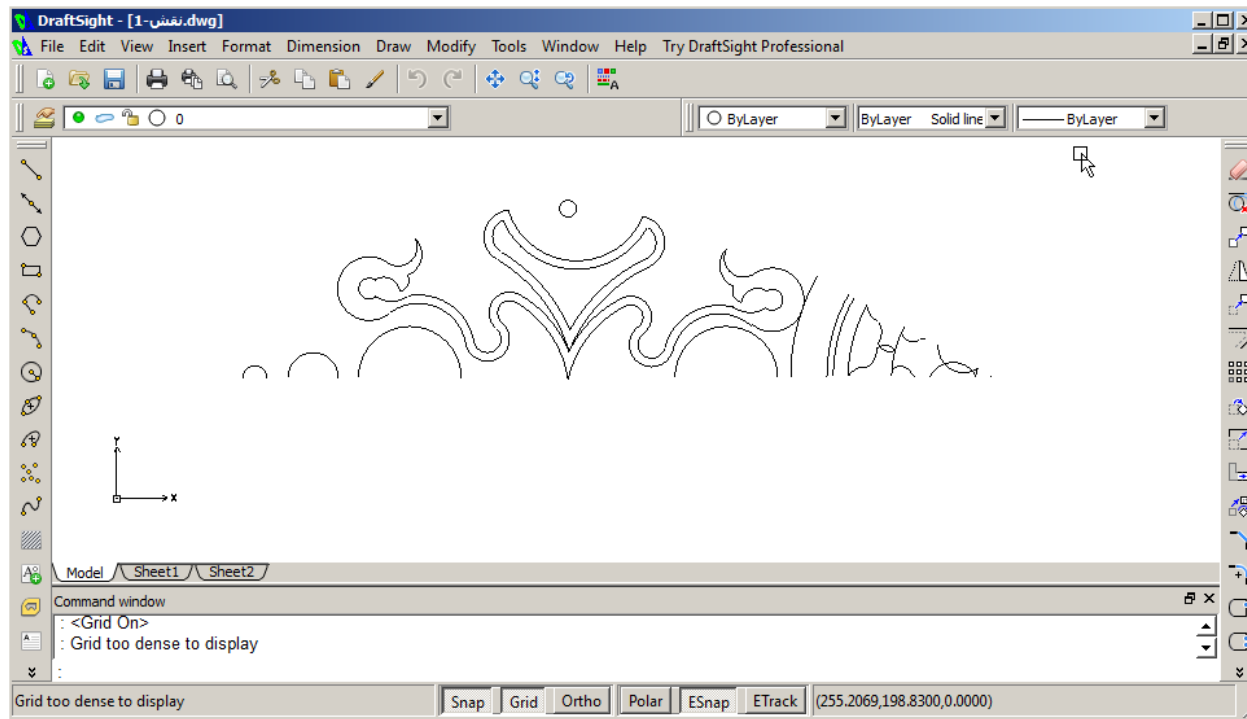 DraftSight - [نقش-1.dwg]
File Edit View Insert Format Dimension Draw Modify Tools Window Help Try DraftSight Professional
A
0 ByLayer ByLayer Solid line ByLayer
Y
X
Model Sheet1 Sheet2
Command window
: <Grid On>
: Grid too dense to display
:
Grid too dense to display Snap Grid Ortho Polar ESnap ETrack (255.2069,198.8300,0.0000)